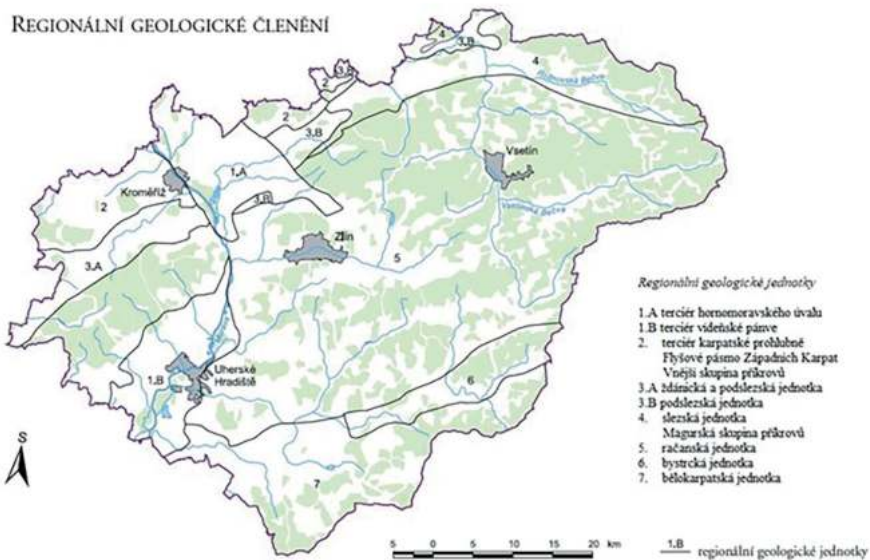 REGIONÁLNÍ GEOLOGICKÉ ČLENĚNÍ
4
3.B
4
2
2
3.B
1.A
Vsetín
Kroměříž
2
3.B
Vsetínská Bečva
Zlín
5
3.A
Uherské
Hradiště
1.B
6
7
S
Regionální geologické jednotky
1.A terciér hornomoravského úvalu
1.B terciér vídeňské pánve
2. terciér karpatské prohlubně
Flyšové pásmo Západních Karpat
Vnější skupina příkrovů
3.A ždánická a podslezská jednotka
3.B podslezská jednotka
4. slezská jednotka
Magurská skupina příkrovů
5. račanská jednotka
6. bystrcká jednotka
7. bělokarpatská jednotka
5 0 5 10 15 20 km
1.B regionální geologické jednotky